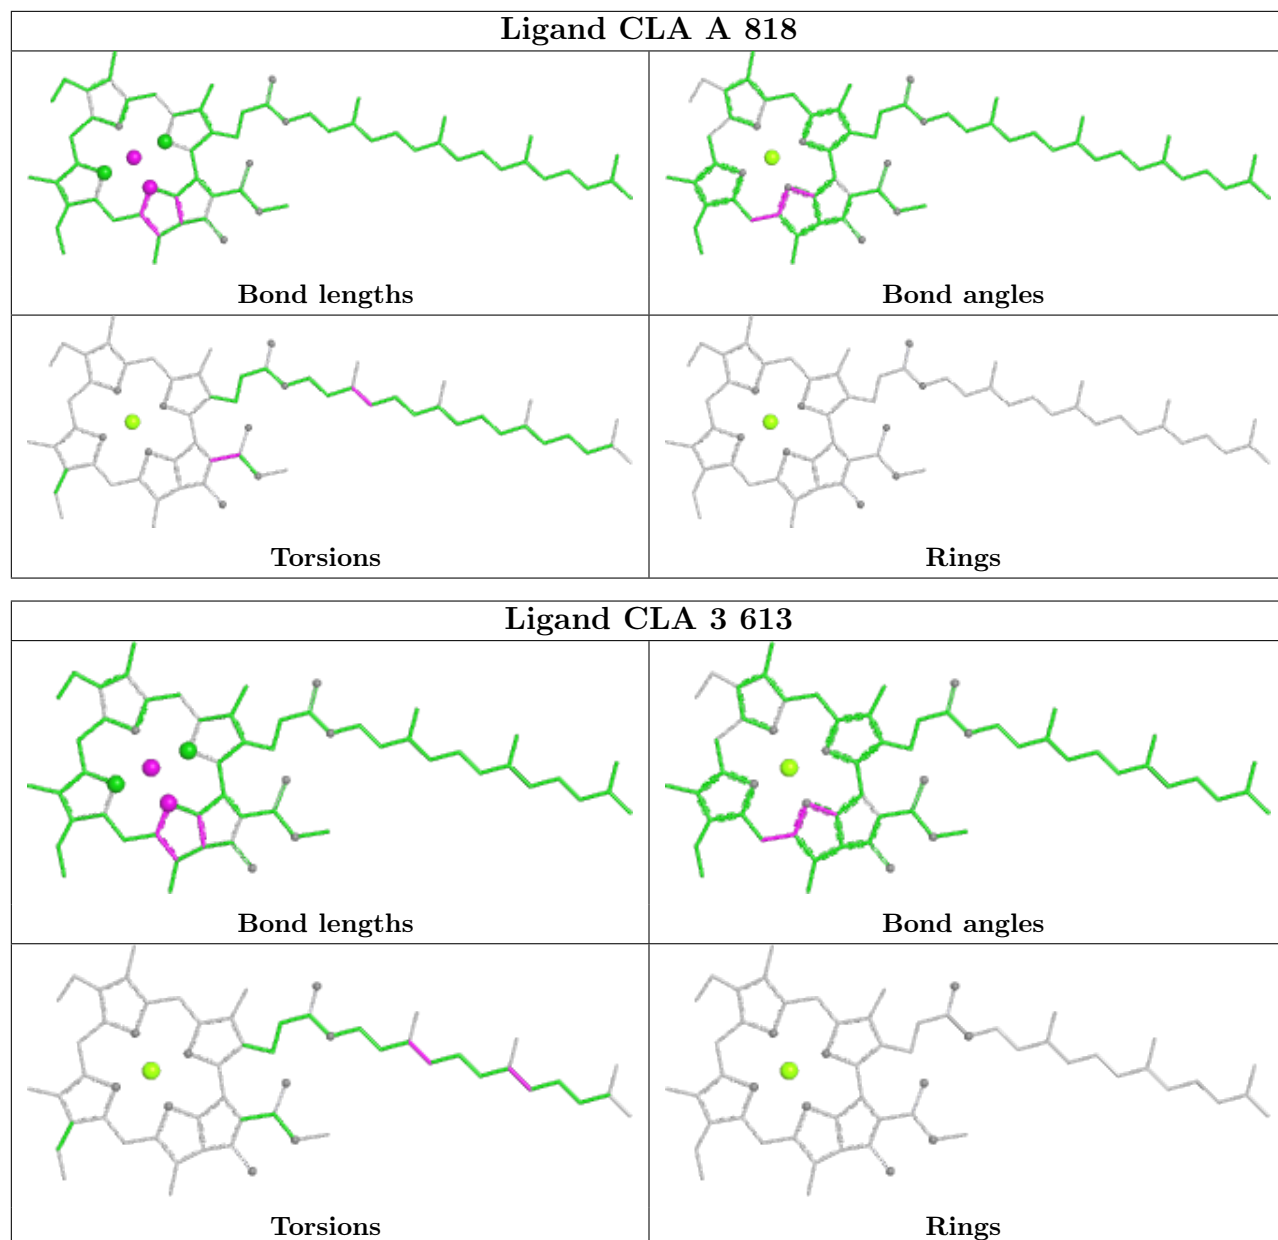 Ligand CLA A 818
Bond lengths
Bond angles
Torsions
Rings
Ligand CLA 3 613
Bond lengths
Bond angles
Torsions
Rings